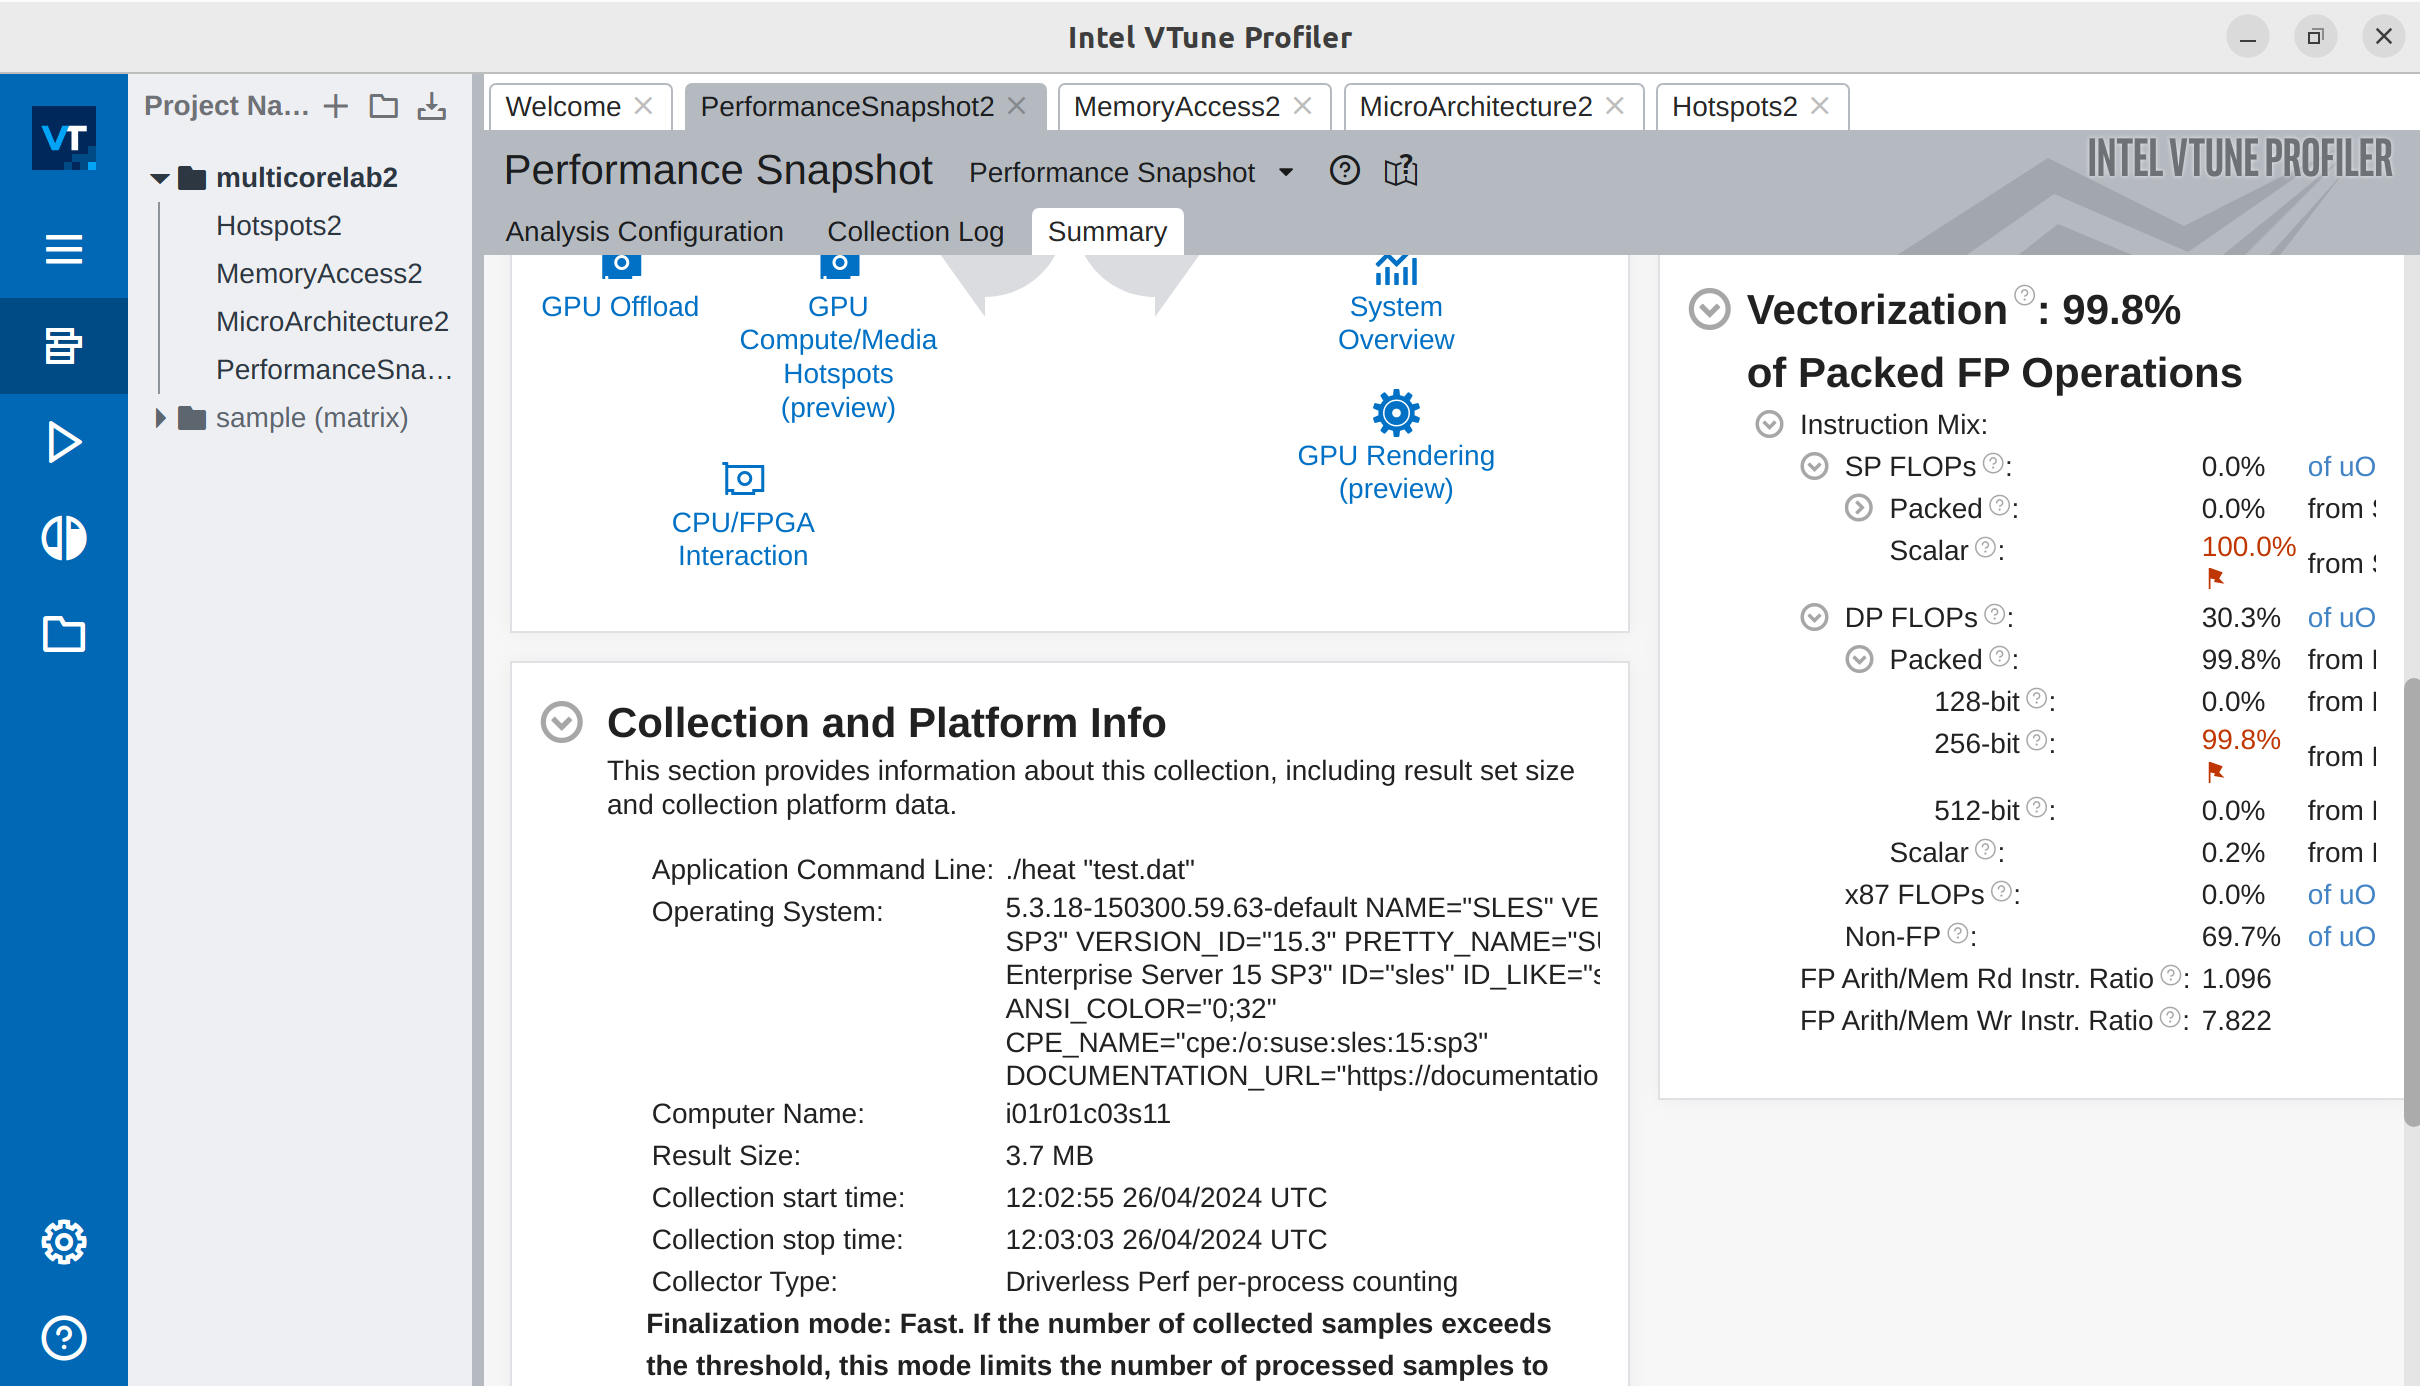 Intel VTune Profiler
Project Na...
multicorelab2
Hotspots2
MemoryAccess2
MicroArchitecture2
PerformanceSna...
sample (matrix)
VT
Welcome
PerformanceSnapshot2
MemoryAccess2
MicroArchitecture2
Hotspots2
Performance Snapshot
Performance Snapshot
INTEL VTUNE PROFILER
Analysis Configuration
Collection Log
Summary
GPU Offload
GPU
Compute/Media
Hotspots
(preview)
System
Overview
GPU Rendering
(preview)
CPU/FPGA
Interaction
Collection and Platform Info
This section provides information about this collection, including result set size
and collection platform data.
Application Command Line: ./heat "test.dat"
Operating System: 5.3.18-150300.59.63-default NAME="SLES" VE
SP3" VERSION_ID="15.3" PRETTY_NAME="SU
Enterprise Server 15 SP3" ID="sles" ID_LIKE="s
ANSI_COLOR="0;32"
CPE_NAME="cpe:/o:suse:sles:15:sp3"
DOCUMENTATION_URL="https://documentatio
Computer Name: i01r01c03s11
Result Size: 3.7 MB
Collection start time: 12:02:55 26/04/2024 UTC
Collection stop time: 12:03:03 26/04/2024 UTC
Collector Type: Driverless Perf per-process counting
Finalization mode: Fast. If the number of collected samples exceeds
the threshold, this mode limits the number of processed samples to
Vectorization ?: 99.8%
of Packed FP Operations
Instruction Mix:
SP FLOPs ?: 0.0% of uO
Packed ?: 0.0% from
Scalar ?: 100.0% from
DP FLOPs ?: 30.3% of uO
Packed ?: 99.8% from
128-bit ?: 0.0% from
256-bit ?: 99.8% from
512-bit ?: 0.0% from
Scalar ?: 0.2% from
x87 FLOPs ?: 0.0% of uO
Non-FP ?: 69.7% of uO
FP Arith/Mem Rd Instr. Ratio ?: 1.096
FP Arith/Mem Wr Instr. Ratio ?: 7.822